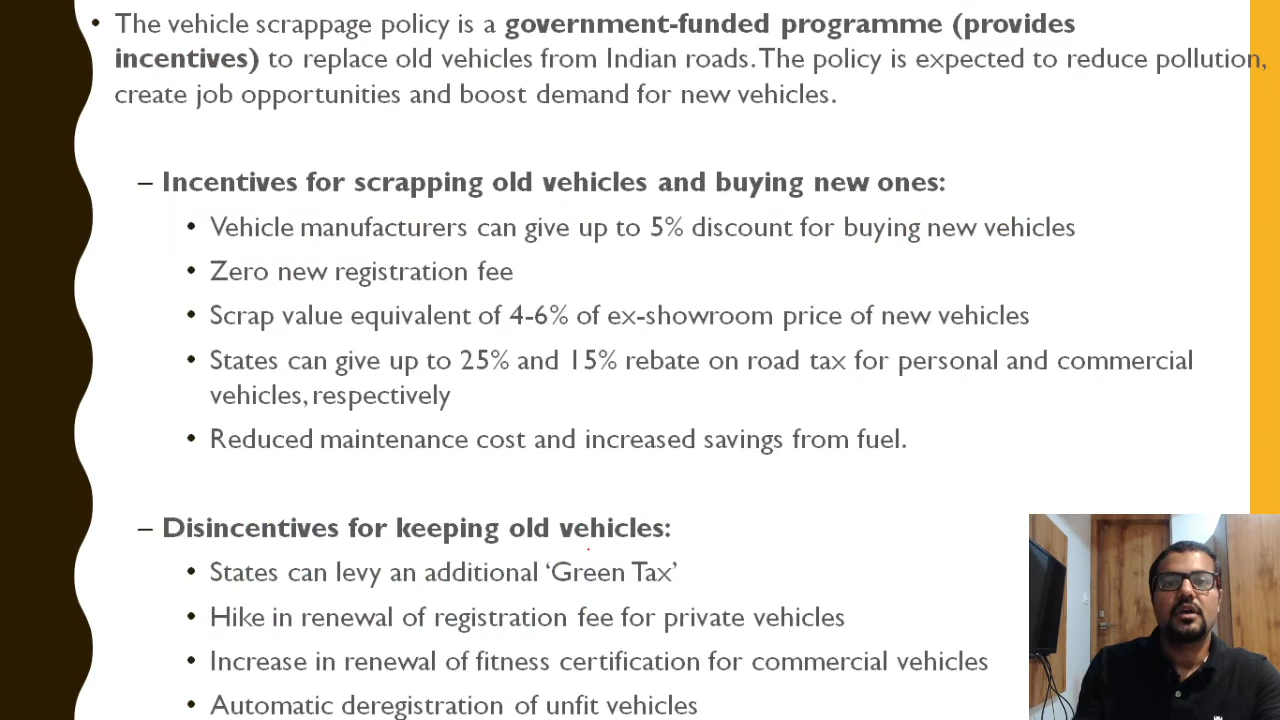 • The vehicle scrappage policy is a government-funded programme (provides
incentives) to replace old vehicles from Indian roads. The policy is expected to reduce pollution,
create job opportunities and boost demand for new vehicles.
– Incentives for scrapping old vehicles and buying new ones:
• Vehicle manufacturers can give up to 5% discount for buying new vehicles
• Zero new registration fee
• Scrap value equivalent of 4-6% of ex-showroom price of new vehicles
• States can give up to 25% and 15% rebate on road tax for personal and commercial
vehicles, respectively
• Reduced maintenance cost and increased savings from fuel.
– Disincentives for keeping old vehicles:
• States can levy an additional ‘Green Tax’
• Hike in renewal of registration fee for private vehicles
• Increase in renewal of fitness certification for commercial vehicles
• Automatic deregistration of unfit vehicles